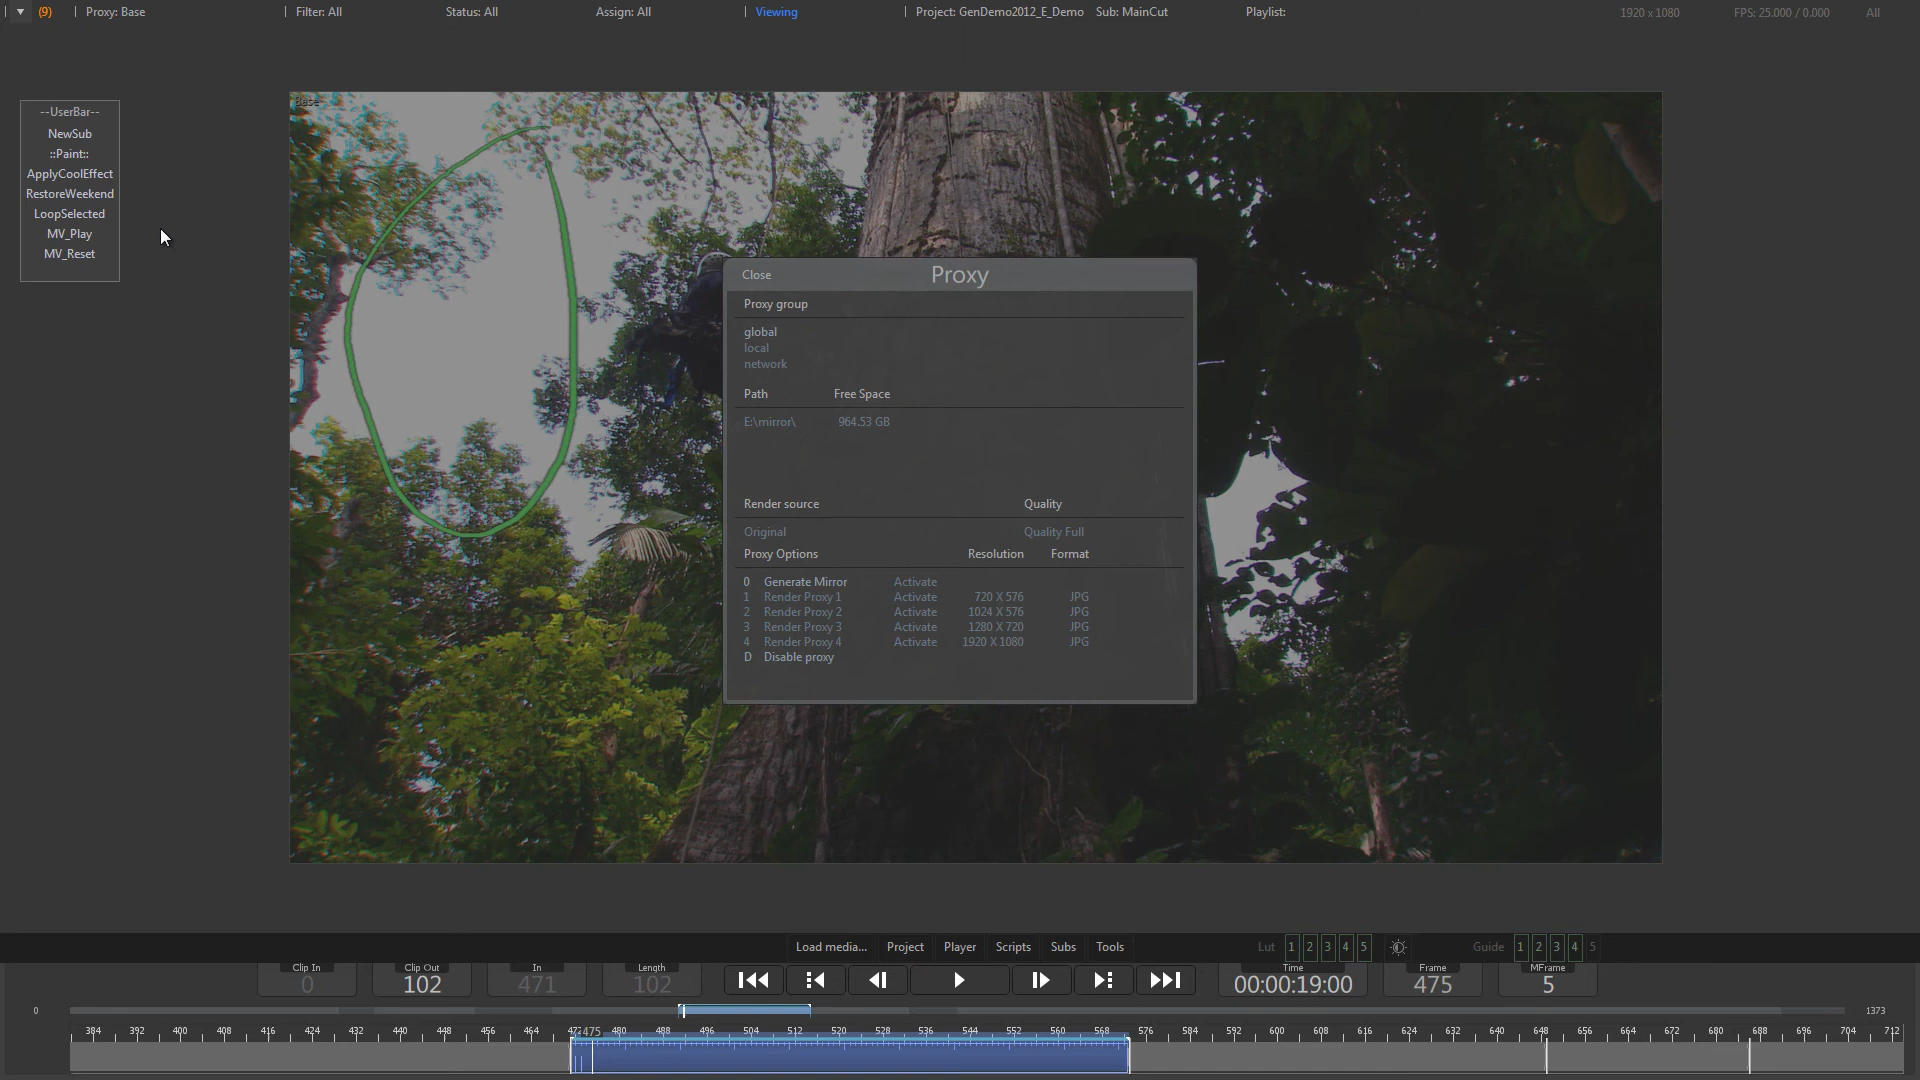 (9) Proxy: Base Filter: All Status: All Assign: All Viewing Project: GenDemo2012_E_Demo Sub: MainCut Playlist: 1920 x 1080 FPS: 25.000 / 0.000 All
Base
--UserBar--
NewSub
::Paint::
ApplyCoolEffect
RestoreWeekend
LoopSelected
MV_Play
MV_Reset
Close Proxy
Proxy group
global
local
network
Path Free Space
E:\mirror\ 964.53 GB
Render source Quality
Original Quality Full
Proxy Options Resolution Format
0 Generate Mirror Activate
1 Render Proxy 1 Activate 720 X 576 JPG
2 Render Proxy 2 Activate 1024 X 576 JPG
3 Render Proxy 3 Activate 1280 X 720 JPG
4 Render Proxy 4 Activate 1920 X 1080 JPG
D Disable proxy
Load media... Project Player Scripts Subs Tools Lut 1 2 3 4 5 Guide 1 2 3 4 5
Clip In Clip Out In Length Time Frame MFrame
0 102 471 102 00:00:19:00 475 5
0 1373
384 392 400 408 416 424 432 440 448 456 464 472 475 480 488 496 504 512 520 528 536 544 552 560 568 576 584 592 600 608 616 624 632 640 648 656 664 672 680 688 696 704 712